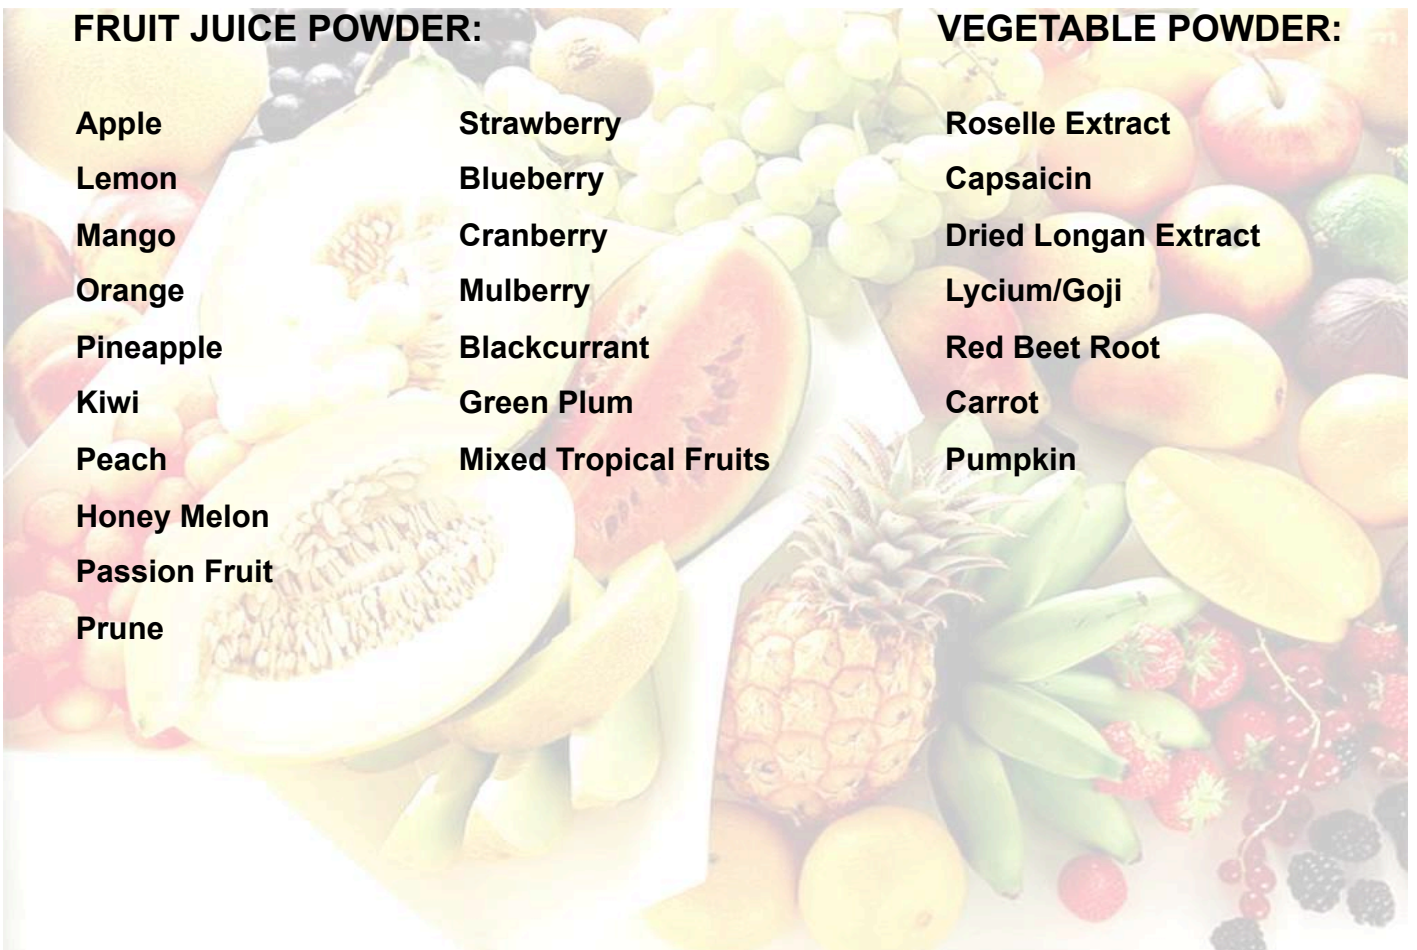 FRUIT JUICE POWDER:
Apple
Lemon
Mango
Orange
Pineapple
Kiwi
Peach
Honey Melon
Passion Fruit
Prune
Strawberry
Blueberry
Cranberry
Mulberry
Blackcurrant
Green Plum
Mixed Tropical Fruits
VEGETABLE POWDER:
Roselle Extract
Capsaicin
Dried Longan Extract
Lycium/Goji
Red Beet Root
Carrot
Pumpkin